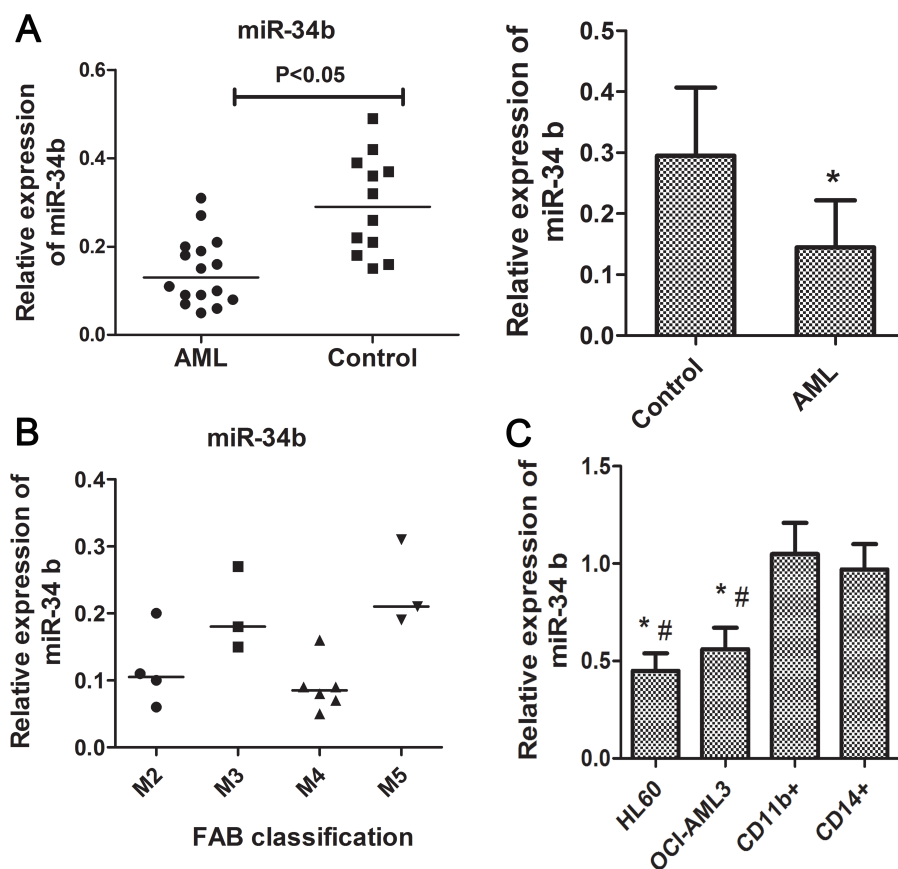 A
miR-34b
P<0.05
Relative expression
of miR-34b
0.6
0.4
0.2
0.0
AML
Control
Relative expression of
miR-34 b
0.5
0.4
0.3
0.2
0.1
0.0
*
Control
AML
B
miR-34b
Relative expression of
miR-34 b
0.4
0.3
0.2
0.1
0.0
M2
M3
M4
M5
FAB classification
C
Relative expression of
miR-34 b
1.5
1.0
0.5
0.0
* #
* #
HL60
OCI-AML3
CD11b+
CD14+